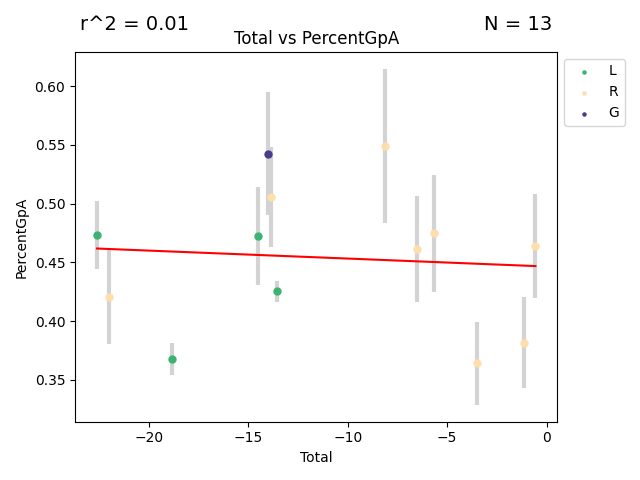 r^2 = 0.01
N = 13
Total vs PercentGpA
L
R
G
0.60
0.55
0.50
0.45
0.40
0.35
PercentGpA
−20
−15
−10
−5
0
Total